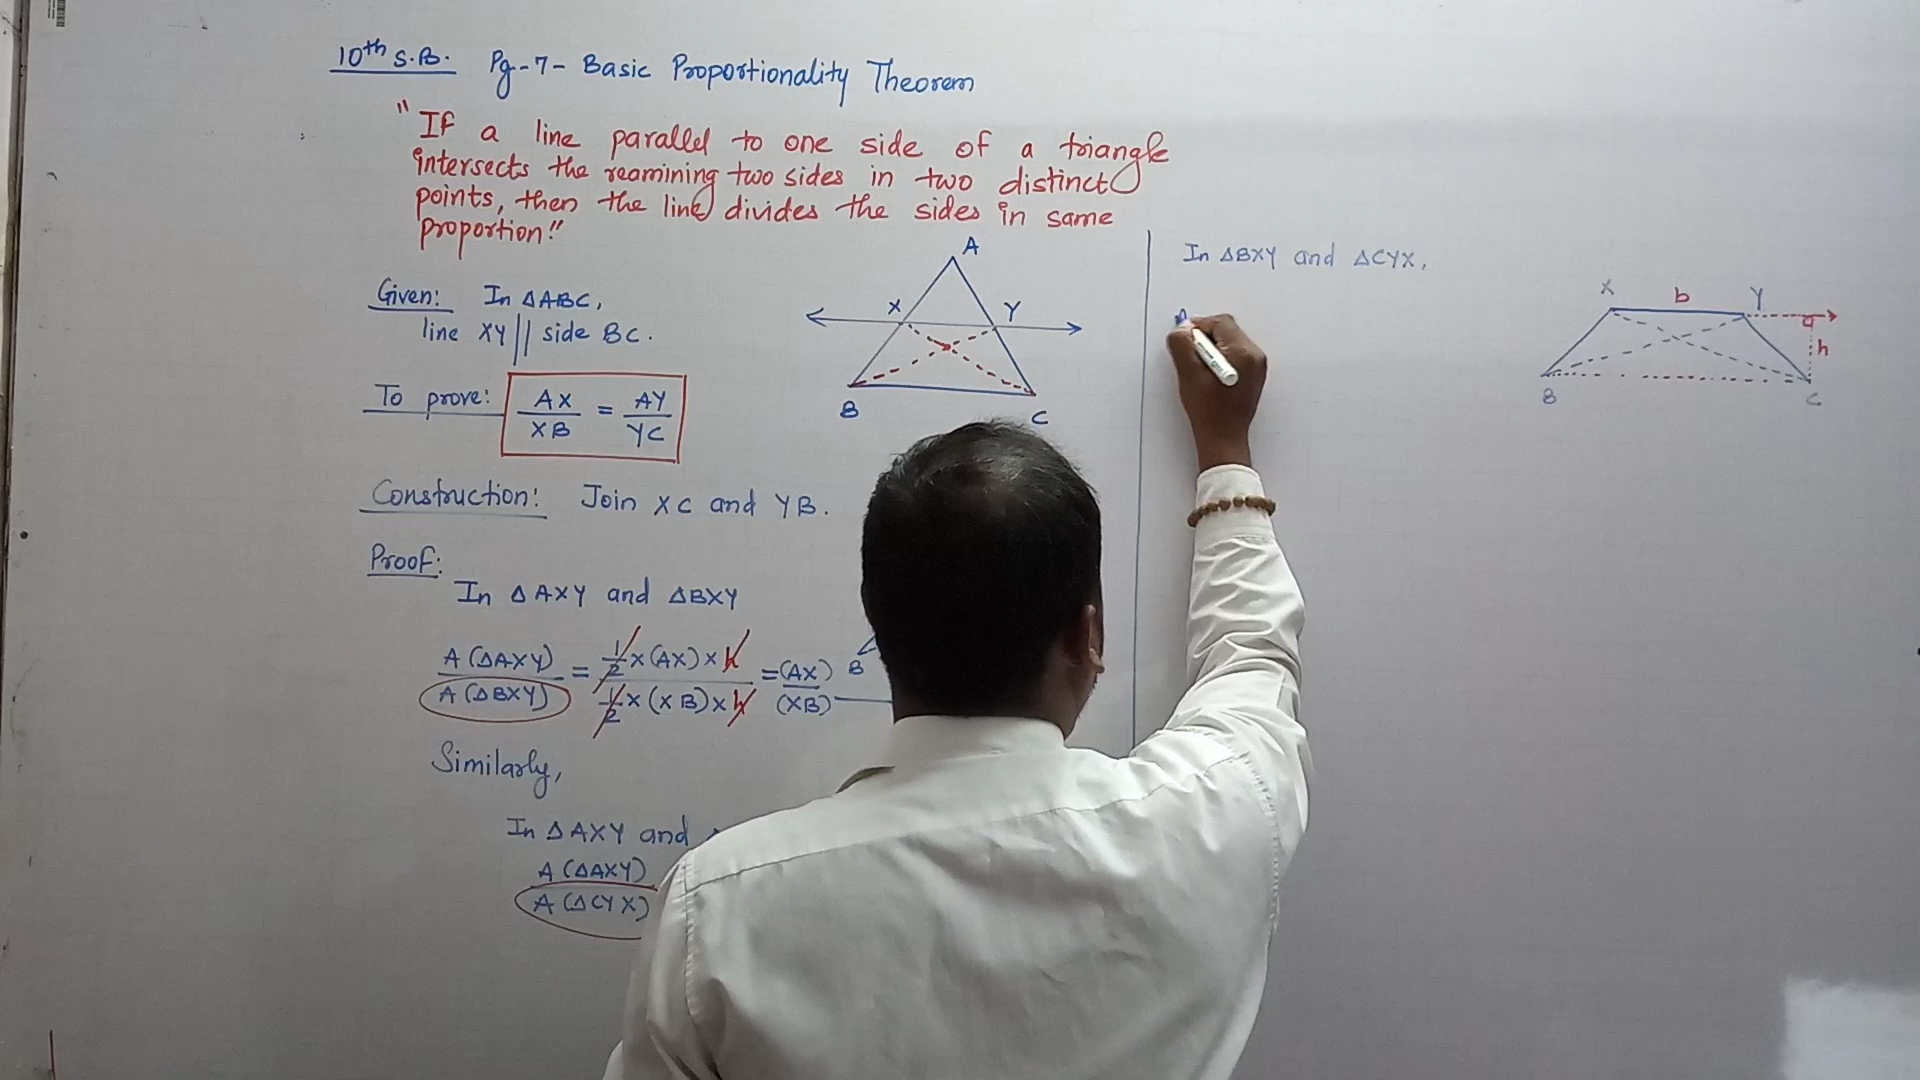 10th S.B. Pg-7- Basic Proportionality Theorem
"If a line parallel to one side of a triangle
intersects the reamining two sides in two distinct
points, then the line divides the sides in same
proportion."
Given: In ΔABC,
line XY || side BC.
To prove: AX/XB = AY/YC
A
X
Y
B
C
Construction: Join XC and YB.
Proof:
In ΔAXY and ΔBXY
A(ΔAXY)/A(ΔBXY) = 1/2×(AX)×h / 1/2×(XB)×h = (AX)/(XB)
B
Similarly,
In ΔAXY and
A(ΔAXY)
A(ΔCYX)
In ΔBXY and ΔCYX,
A
X
b
Y
h
B
C